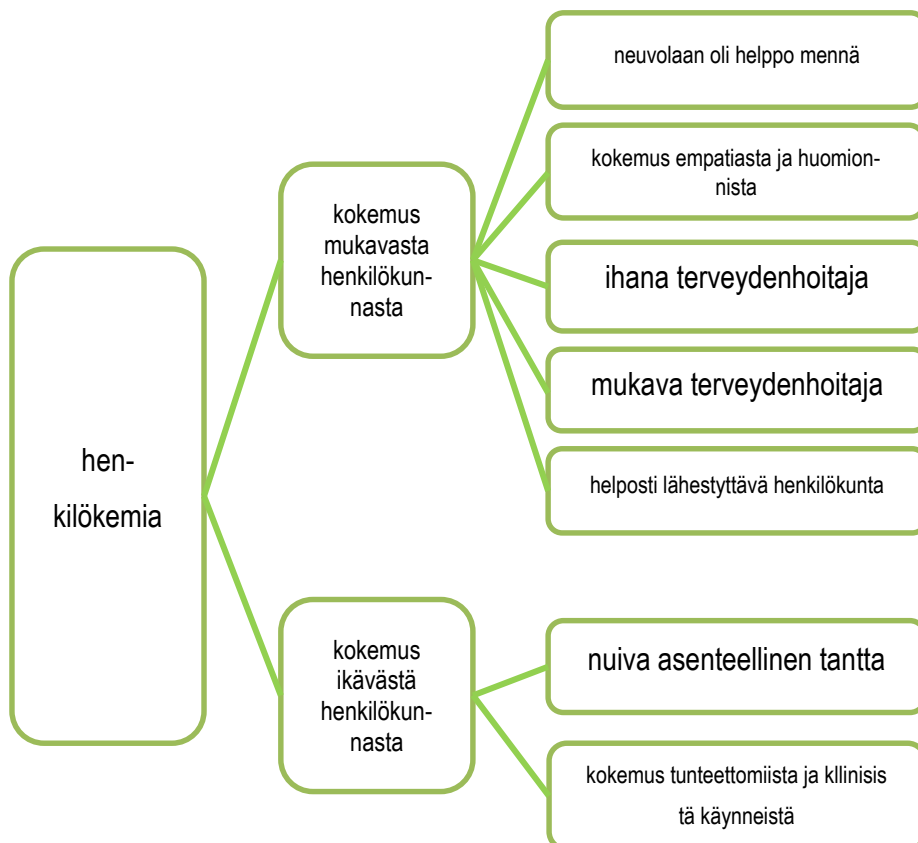 neuvolaan oli helppo mennä
kokemus empatiasta ja huomion-
nista
kokemus
mukavasta
henkilökun-
nasta
ihana terveydenhoitaja
mukava terveydenhoitaja
helposti lähestyttävä henkilökunta
hen-
kilökemia
kokemus
ikävästä
henkilökun-
nasta
nuiva asenteellinen tantta
kokemus tunteettomiista ja kllinisis
tä käynneistä